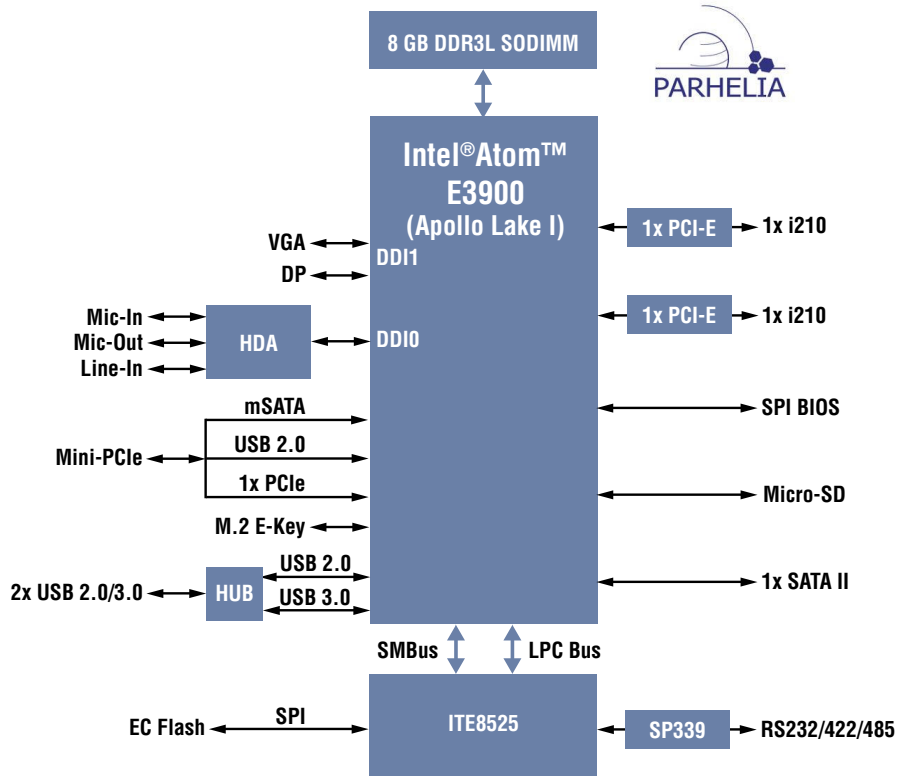 8 GB DDR3L SODIMM
PARHELIA
Intel®Atom™
E3900
(Apollo Lake I)
VGA
DDI1
DP
1x PCI-E
1x i210
Mic-In
Mic-Out
Line-In
HDA
DDI0
1x PCI-E
1x i210
mSATA
USB 2.0
1x PCIe
Mini-PCIe
SPI BIOS
Micro-SD
M.2 E-Key
USB 2.0
USB 3.0
HUB
2x USB 2.0/3.0
1x SATA II
SMBus
LPC Bus
EC Flash
SPI
ITE8525
SP339
RS232/422/485